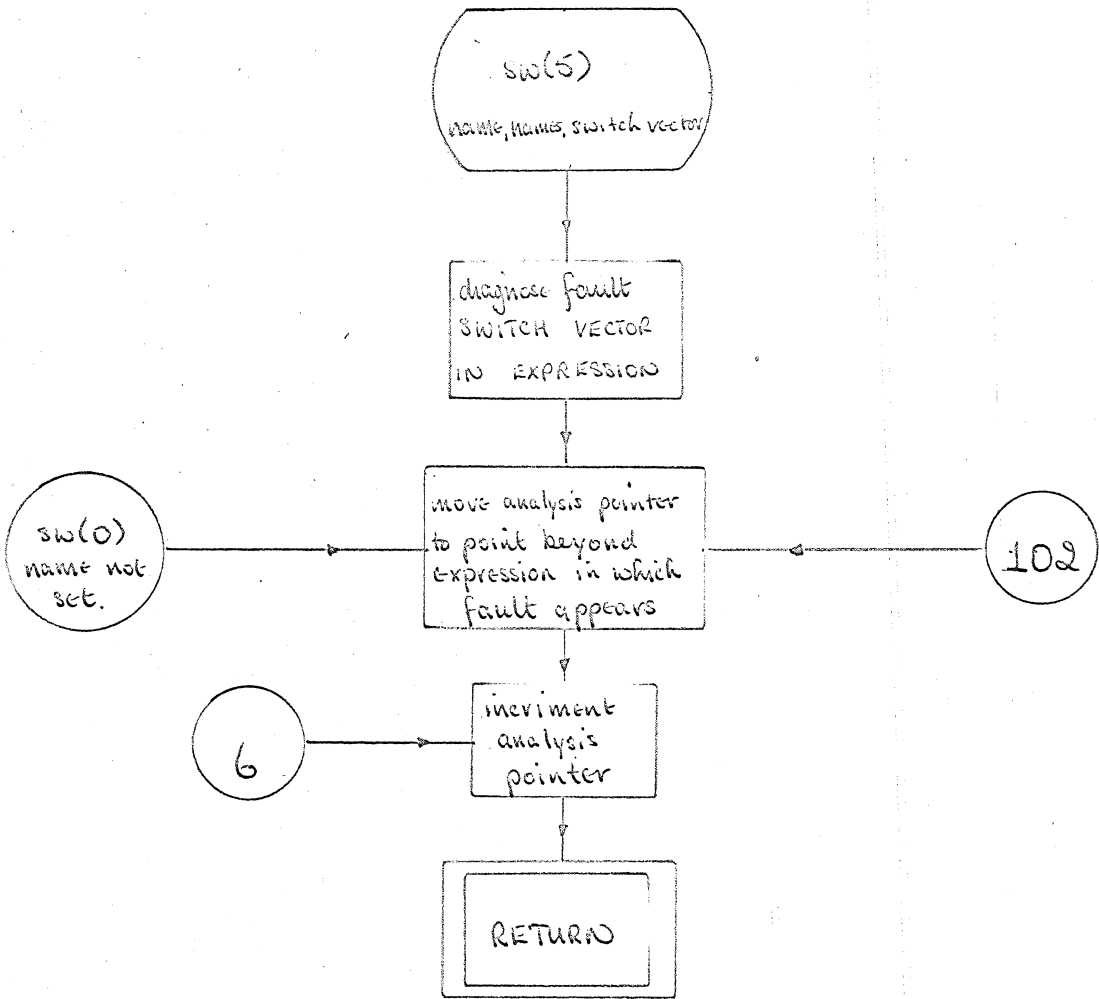 sw(5)
name, names, switch vector
diagnose fault
SWITCH VECTOR
IN EXPRESSION
sw(0)
name not
set.
move analysis pointer
to point beyond
expression in which
fault appears
102
6
incriment
analysis
pointer
RETURN